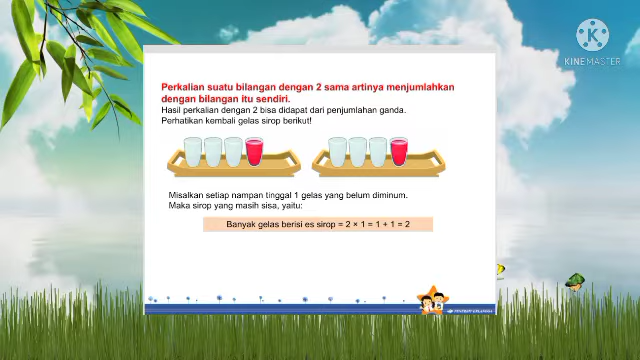 KINEMASTER
Perkalian suatu bilangan dengan 2 sama artinya menjumlahkan
dengan bilangan itu sendiri.
Hasil perkalian dengan 2 bisa didapat dari penjumlahan ganda.
Perhatikan kembali gelas sirop berikut!
Misalkan setiap nampan tinggal 1 gelas yang belum diminum.
Maka sirop yang masih sisa, yaitu:
Banyak gelas berisi es sirop = 2 × 1 = 1 + 1 = 2
PENERBIT ERLANGGA